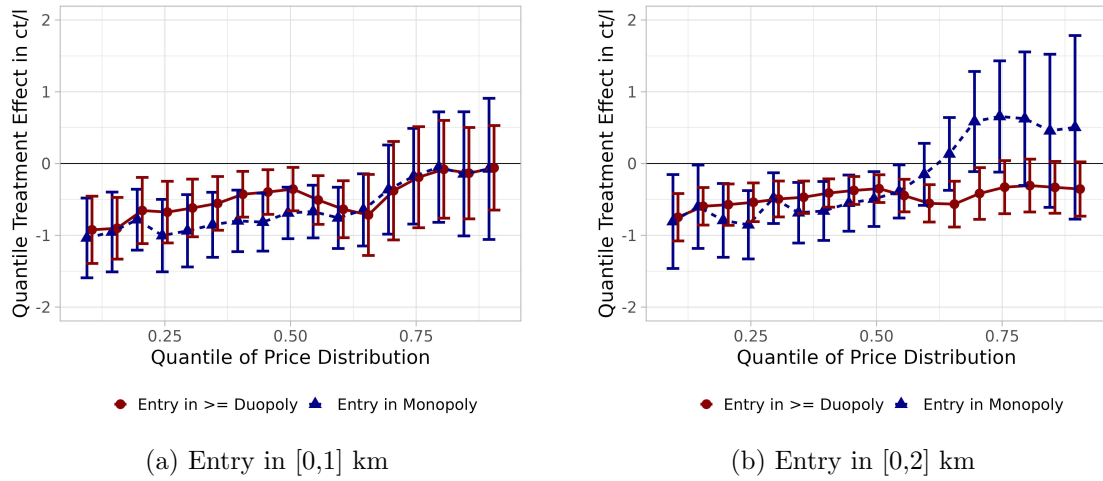 Quantile Treatment Effect in ct/l
2
1
0
-1
-2
0.25 0.50 0.75
Quantile of Price Distribution
Entry in >= Duopoly Entry in Monopoly
(a) Entry in [0,1] km
Quantile Treatment Effect in ct/l
2
1
0
-1
-2
0.25 0.50 0.75
Quantile of Price Distribution
Entry in >= Duopoly Entry in Monopoly
(b) Entry in [0,2] km